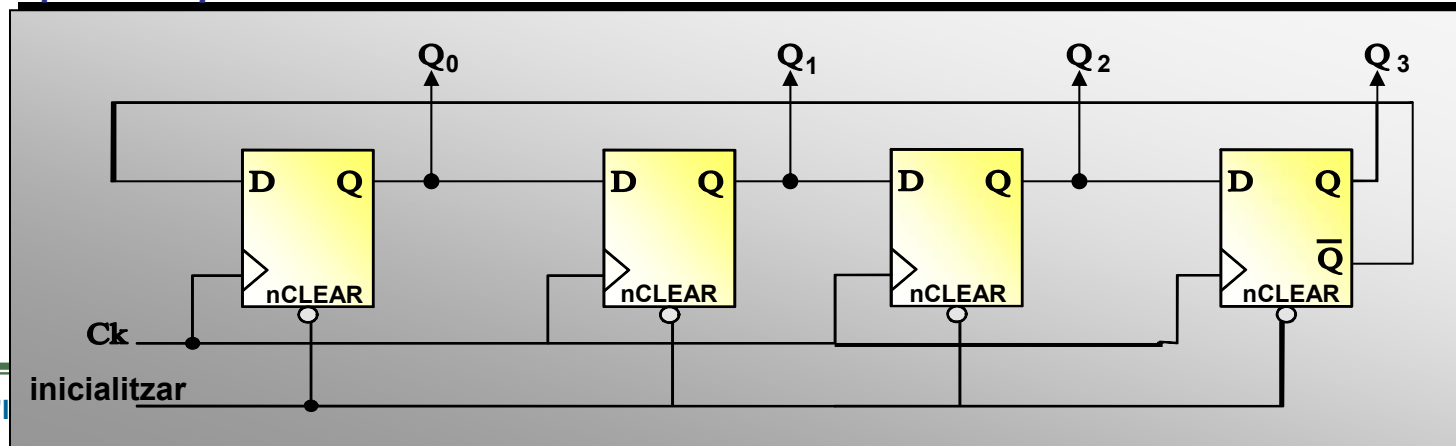 Q0 Q1 Q2 Q3
D Q D Q D Q D Q
Q̅
nCLEAR nCLEAR nCLEAR nCLEAR
Ck
inicialitzar